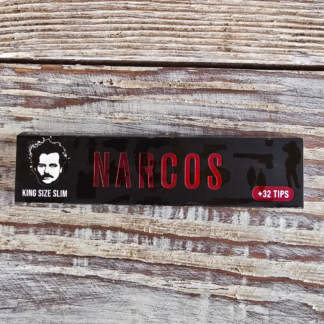 NARCOS
KING SIZE SLIM
+32 TIPS